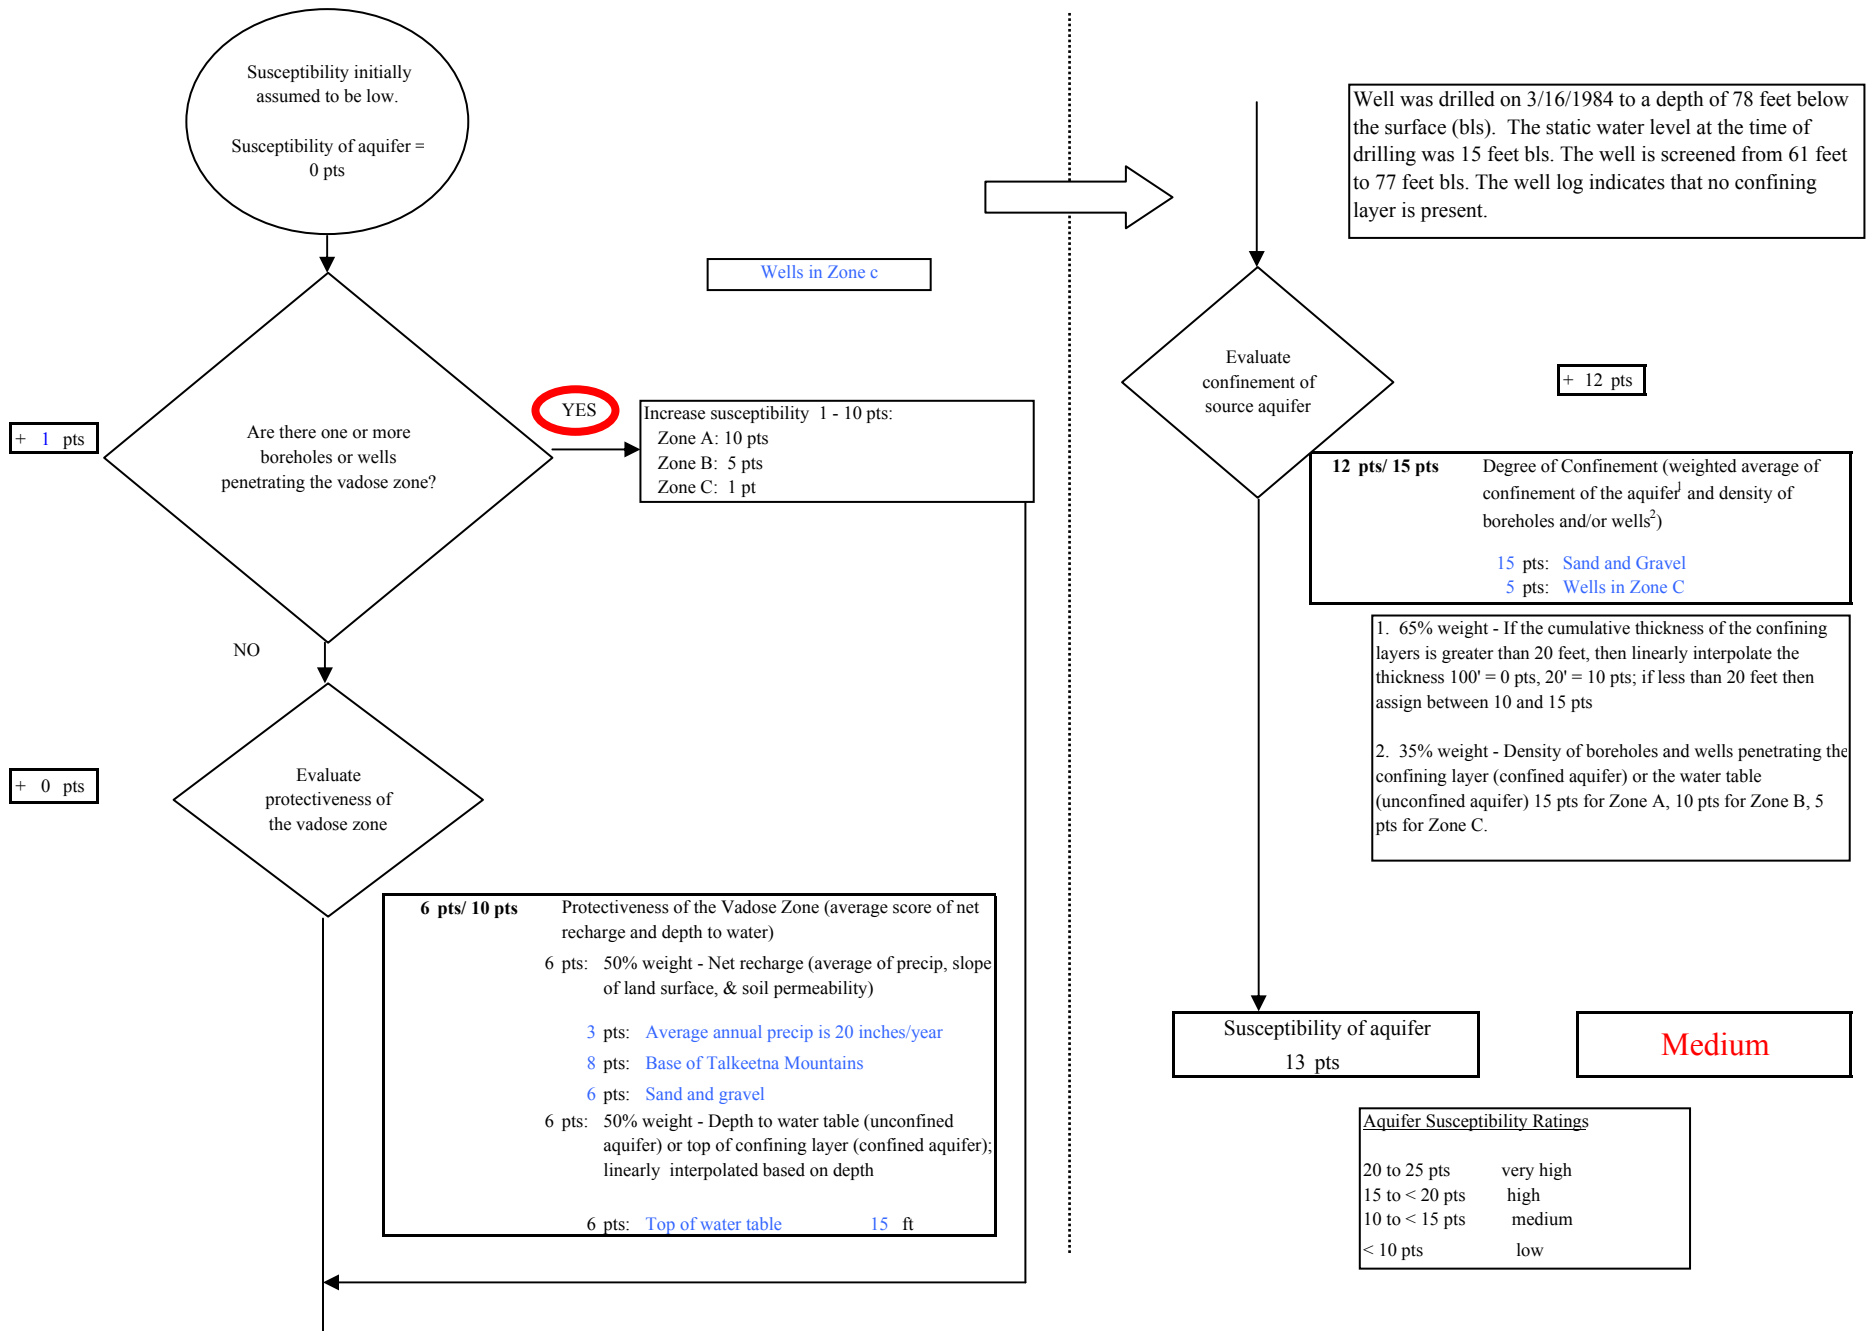 Susceptibility initially
assumed to be low.
Susceptibility of aquifer =
0 pts
Wells in Zone c
+ 1 pts
Are there one or more
boreholes or wells
penetrating the vadose zone?
YES
Increase susceptibility 1 - 10 pts:
Zone A: 10 pts
Zone B: 5 pts
Zone C: 1 pt
NO
+ 0 pts
Evaluate
protectiveness of
the vadose zone
6 pts/ 10 pts Protectiveness of the Vadose Zone (average score of net
recharge and depth to water)
6 pts: 50% weight - Net recharge (average of precip, slope
of land surface, & soil permeability)
3 pts: Average annual precip is 20 inches/year
8 pts: Base of Talkeetna Mountains
6 pts: Sand and gravel
6 pts: 50% weight - Depth to water table (unconfined
aquifer) or top of confining layer (confined aquifer);
linearly interpolated based on depth
6 pts: Top of water table 15 ft
Well was drilled on 3/16/1984 to a depth of 78 feet below
the surface (bls). The static water level at the time of
drilling was 15 feet bls. The well is screened from 61 feet
to 77 feet bls. The well log indicates that no confining
layer is present.
Evaluate
confinement of
source aquifer
+ 12 pts
12 pts/ 15 pts Degree of Confinement (weighted average of
confinement of the aquifer1 and density of
boreholes and/or wells2)
15 pts: Sand and Gravel
5 pts: Wells in Zone C
1. 65% weight - If the cumulative thickness of the confining
layers is greater than 20 feet, then linearly interpolate the
thickness 100' = 0 pts, 20' = 10 pts; if less than 20 feet then
assign between 10 and 15 pts
2. 35% weight - Density of boreholes and wells penetrating the
confining layer (confined aquifer) or the water table
(unconfined aquifer) 15 pts for Zone A, 10 pts for Zone B, 5
pts for Zone C.
Susceptibility of aquifer
13 pts
Medium
Aquifer Susceptibility Ratings
20 to 25 pts very high
15 to < 20 pts high
10 to < 15 pts medium
< 10 pts low